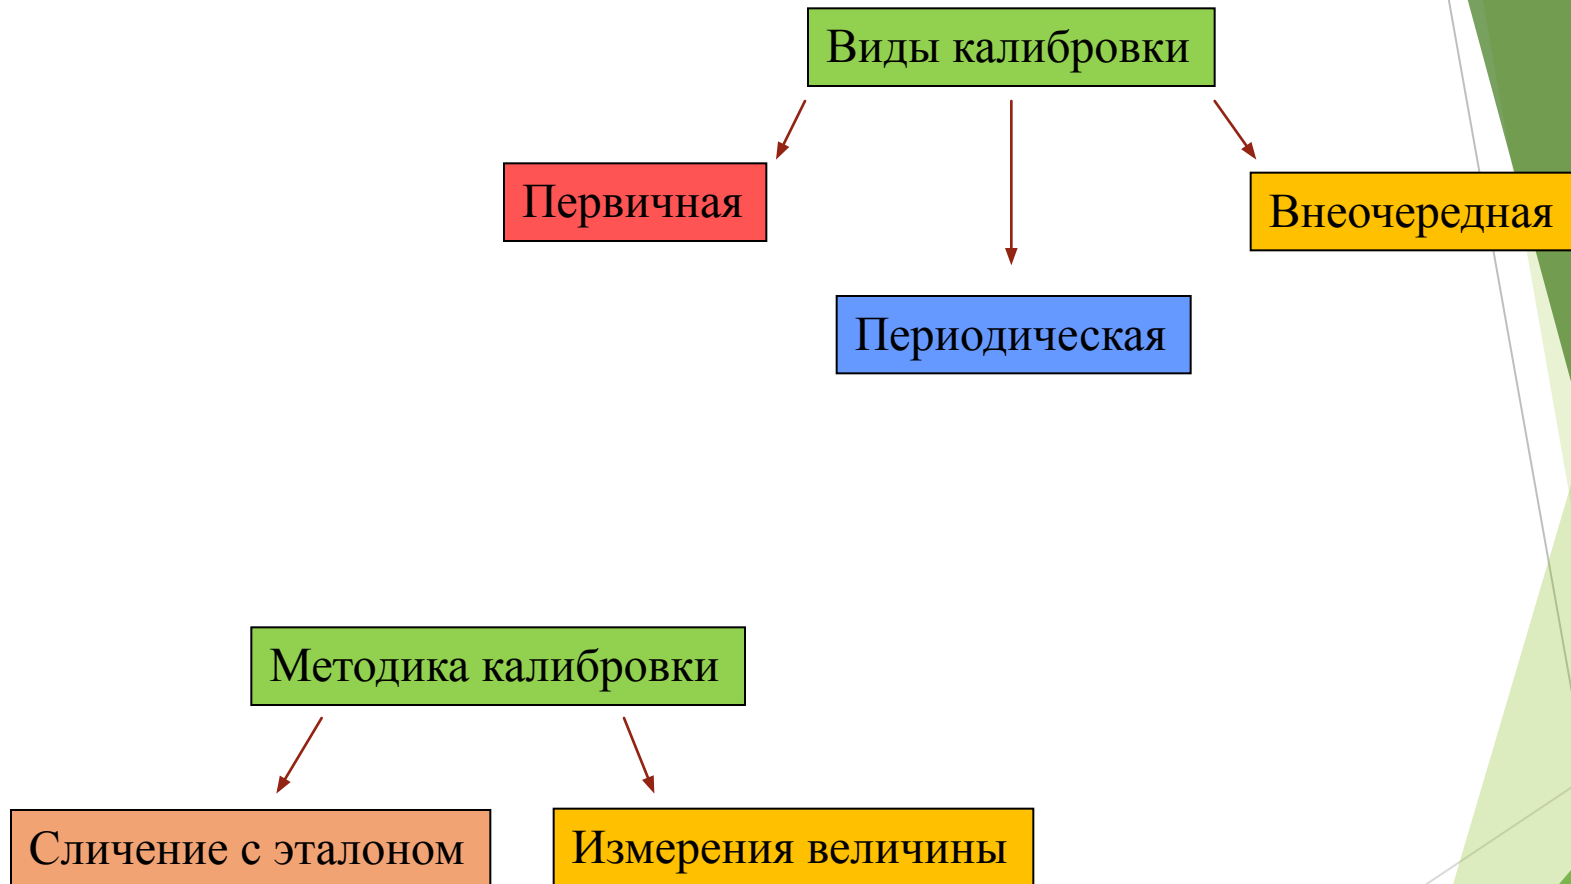 Виды калибровки
Первичная
Внеочередная
Периодическая
Методика калибровки
Сличение с эталоном
Измерения величины